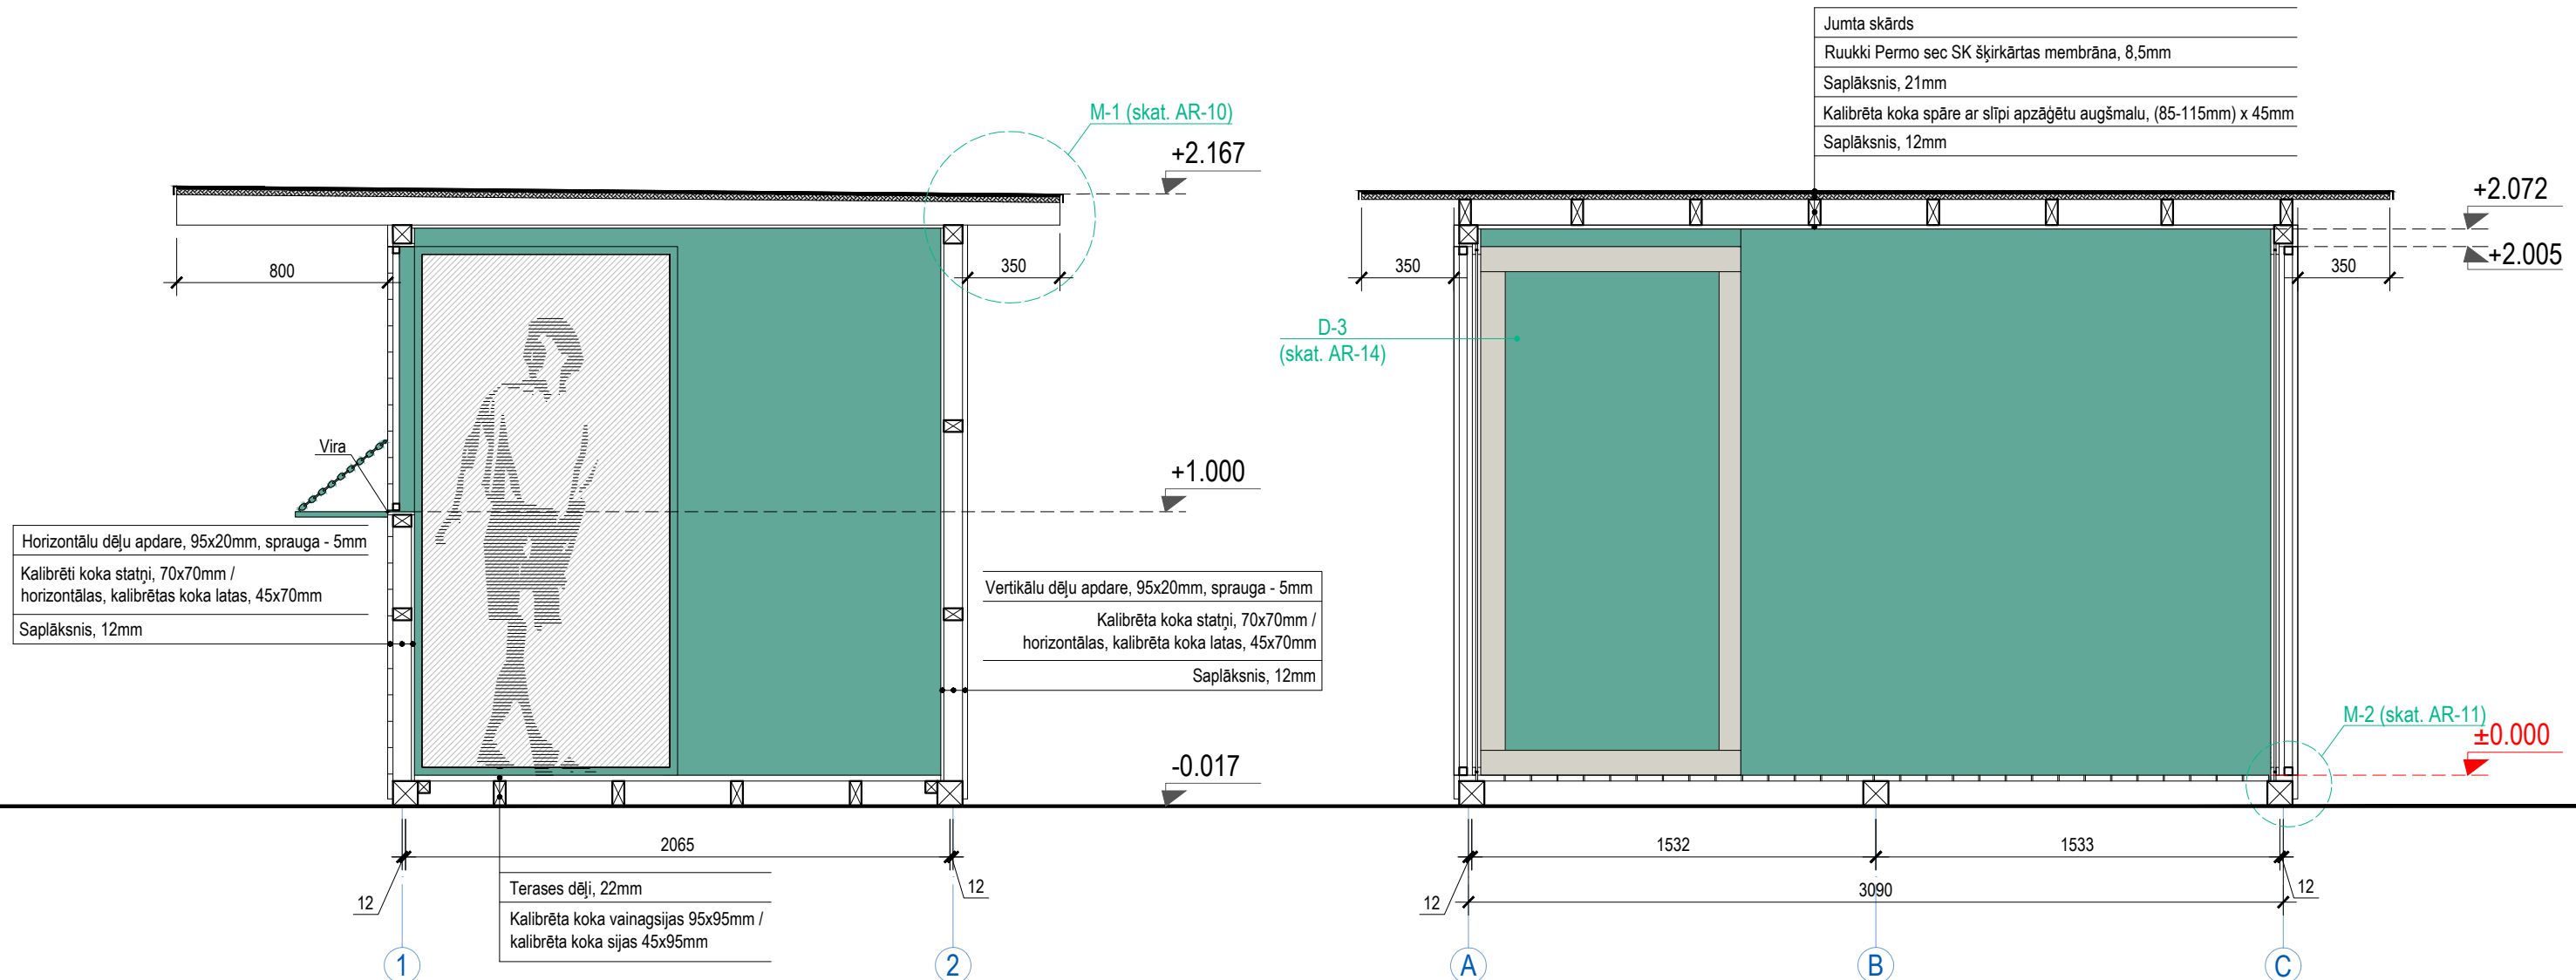 Jumta skārds
Ruukki Permo sec SK šķirkārtas membrāna, 8,5mm
Saplāksnis, 21mm
Kalibrēta koka spāre ar slīpi apzāģētu augšmalu, (85-115mm) x 45mm
Saplāksnis, 12mm
M-1 (skat. AR-10)
+2.167
+2.072
+2.005
800
350
350
350
D-3
(skat. AR-14)
Vira
+1.000
Horizontālu dēļu apdare, 95x20mm, sprauga - 5mm
Kalibrēti koka statņi, 70x70mm /
horizontālas, kalibrētas koka latas, 45x70mm
Saplāksnis, 12mm
Vertikālu dēļu apdare, 95x20mm, sprauga - 5mm
Kalibrēta koka statņi, 70x70mm /
horizontālas, kalibrēta koka latas, 45x70mm
Saplāksnis, 12mm
M-2 (skat. AR-11)
±0.000
-0.017
2065
1532
1533
12
12
3090
12
12
Terases dēļi, 22mm
Kalibrēta koka vainagsijas 95x95mm /
kalibrēta koka sijas 45x95mm
1
2
A
B
C